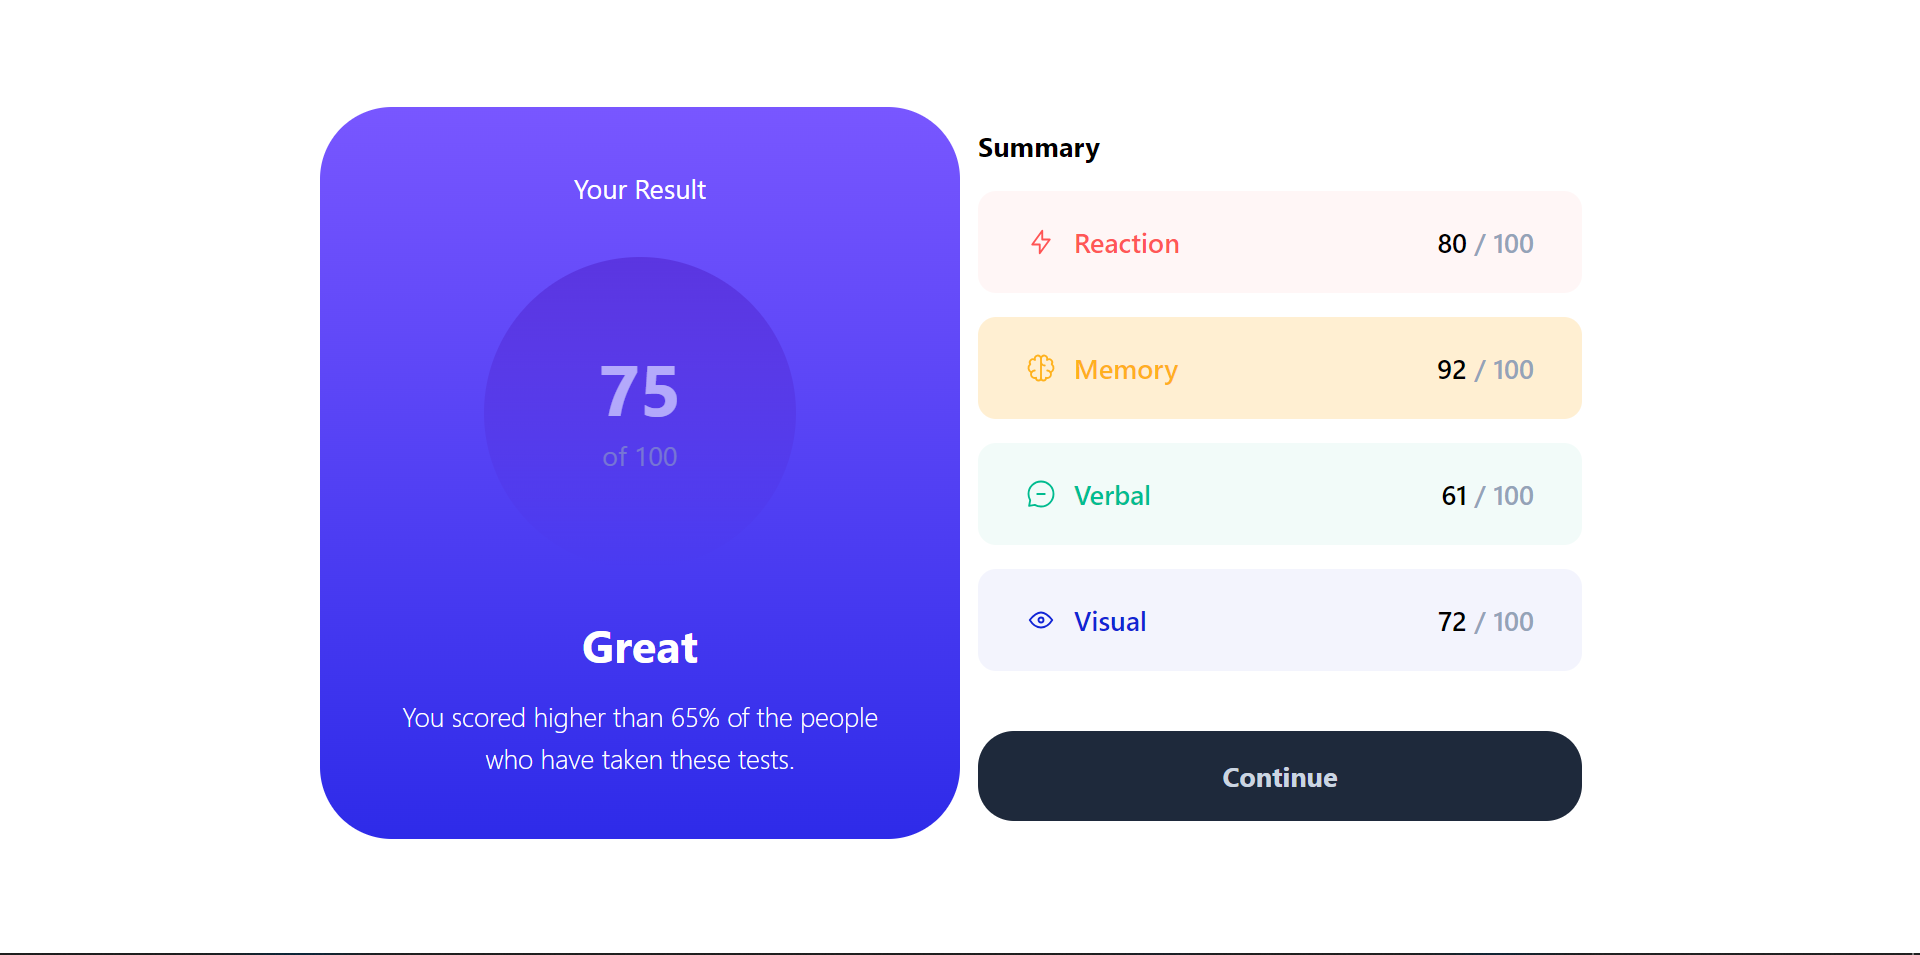 Your Result
75
of 100
Great
You scored higher than 65% of the people
who have taken these tests.
Summary
Reaction 80 / 100
Memory 92 / 100
Verbal 61 / 100
Visual 72 / 100
Continue